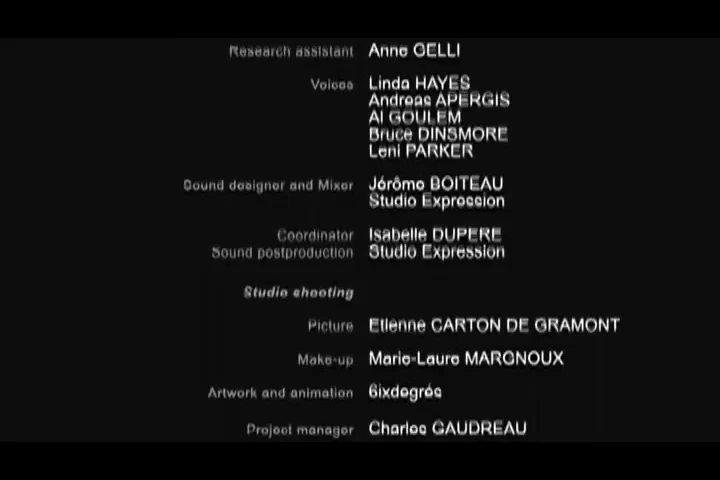 Research assistant Anne GELLI
Voices Linda HAYES
Andreas APERGIS
Al GOULEM
Bruce DINSMORE
Leni PARKER
Sound designer and Mixer Jérôme BOITEAU
Studio Expression
Coordinator Isabelle DUPERE
Sound postproduction Studio Expression
Studio shooting
Picture Etienne CARTON DE GRAMONT
Make-up Marie-Laure MARGNOUX
Artwork and animation 6ixdegrés
Project manager Charles GAUDREAU